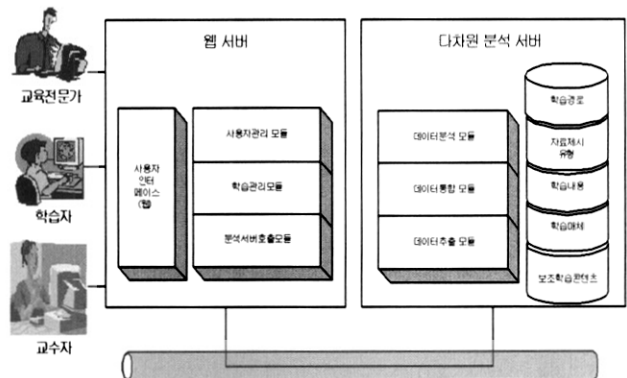 웹 서버
다차원 분석 서버
교육전문가
학습자
교수자
사용자
인터
페이스
(웹)
사용자관리 모듈
학습관리모듈
분석서버호출모듈
데이터분석 모듈
데이터통합 모듈
데이터추출 모듈
학습경로
자료제시
유형
학습내용
학습매체
보조학습콘텐츠